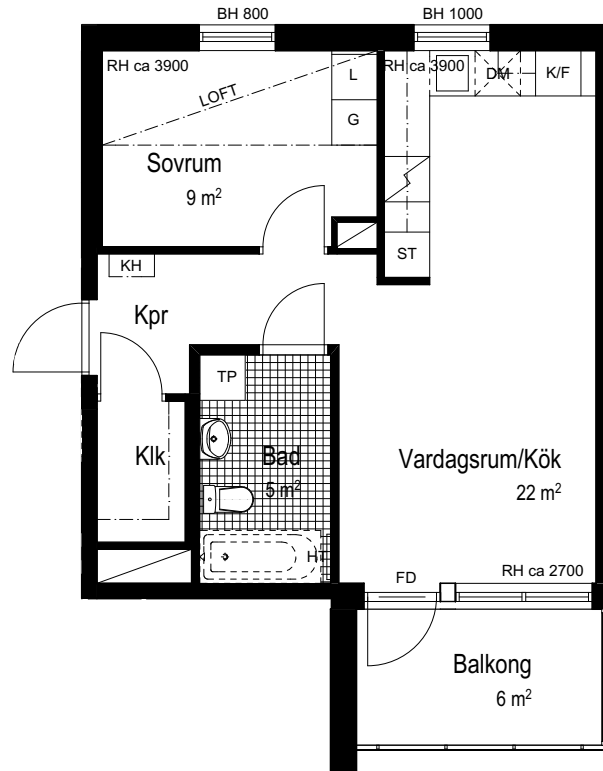 BH 800
BH 1000
RH ca 3900
LOFT
L
G
RH ca 3900
DM
K/F
Sovrum
9 m²
ST
KH
Kpr
TP
Klk
Bad
5 m²
Vardagsrum/Kök
22 m²
H
FD
RH ca 2700
Balkong
6 m²